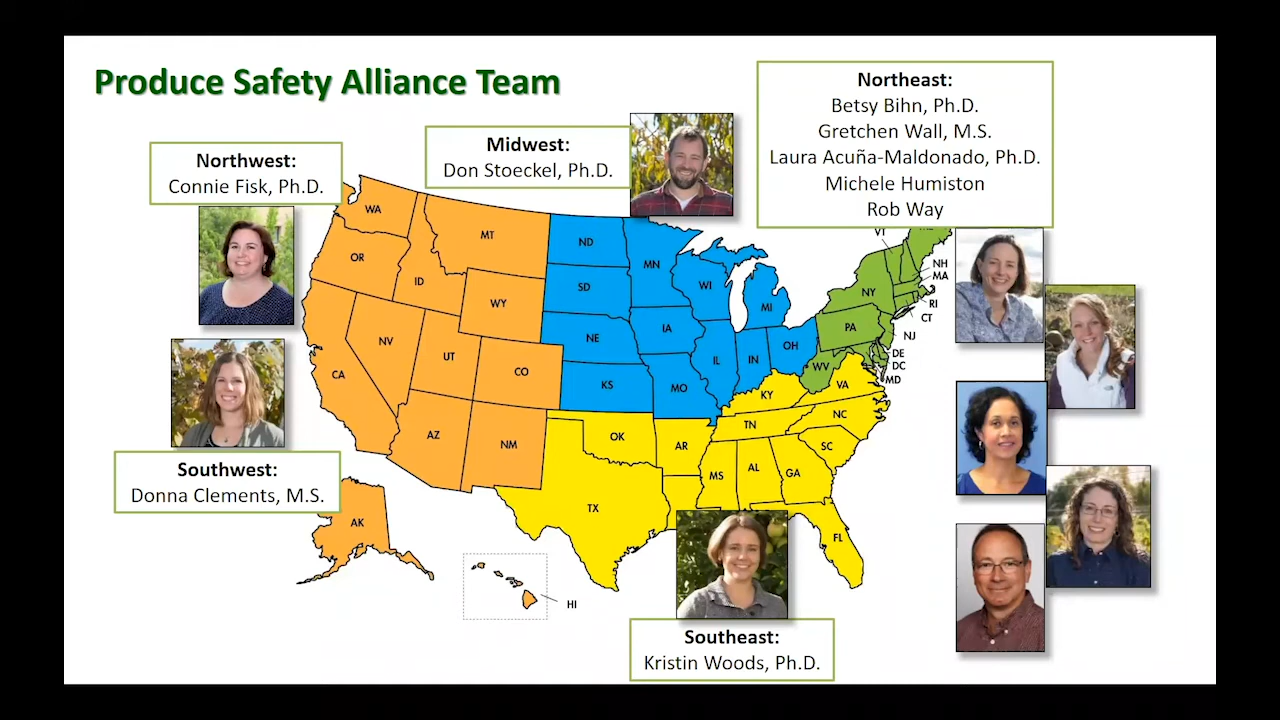 Produce Safety Alliance Team
Northwest:
Connie Fisk, Ph.D.
Midwest:
Don Stoeckel, Ph.D.
Northeast:
Betsy Bihn, Ph.D.
Gretchen Wall, M.S.
Laura Acuña-Maldonado, Ph.D.
Michele Humiston
Rob Way
Southwest:
Donna Clements, M.S.
Southeast:
Kristin Woods, Ph.D.
WA
OR
ID
MT
WY
NV
UT
CO
CA
AZ
NM
AK
HI
ND
SD
NE
KS
MN
IA
MO
WI
IL
IN
MI
OH
OK
TX
AR
MS
AL
GA
FL
SC
NC
TN
KY
VA
WV
PA
NY
VT
NH
MA
RI
CT
NJ
DE
DC
MD